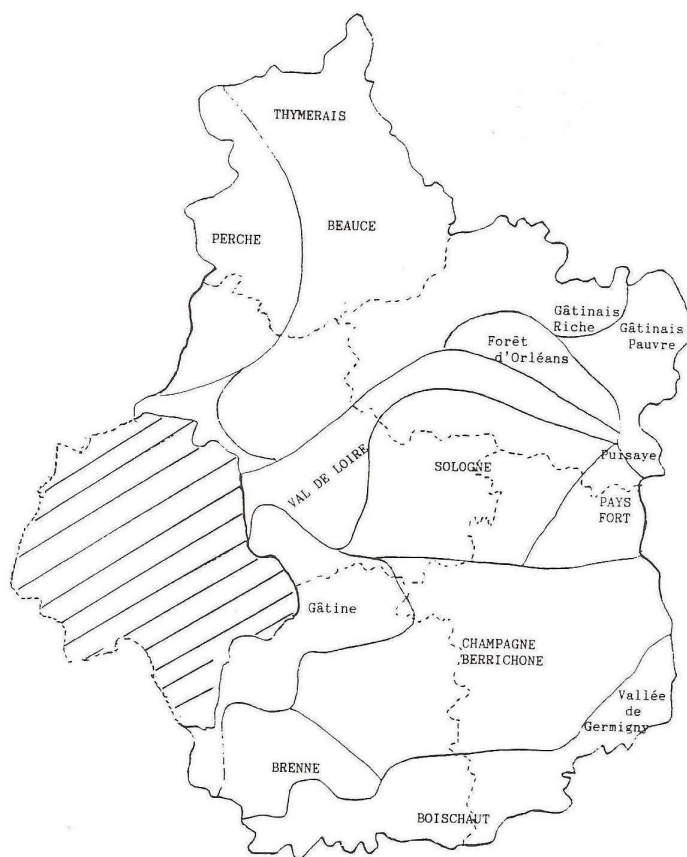 THYMERAIS
PERCHE
BEAUCE
Gâtinais
Riche
Gâtinais
Pauvre
Forêt
d'Orléans
VAL DE LOIRE
SOLOGNE
Puisaye
PAYS
FORT
Gâtine
CHAMPAGNE
BERRICHONE
Vallée
de
Germigny
BRENNE
BOISCHAUT